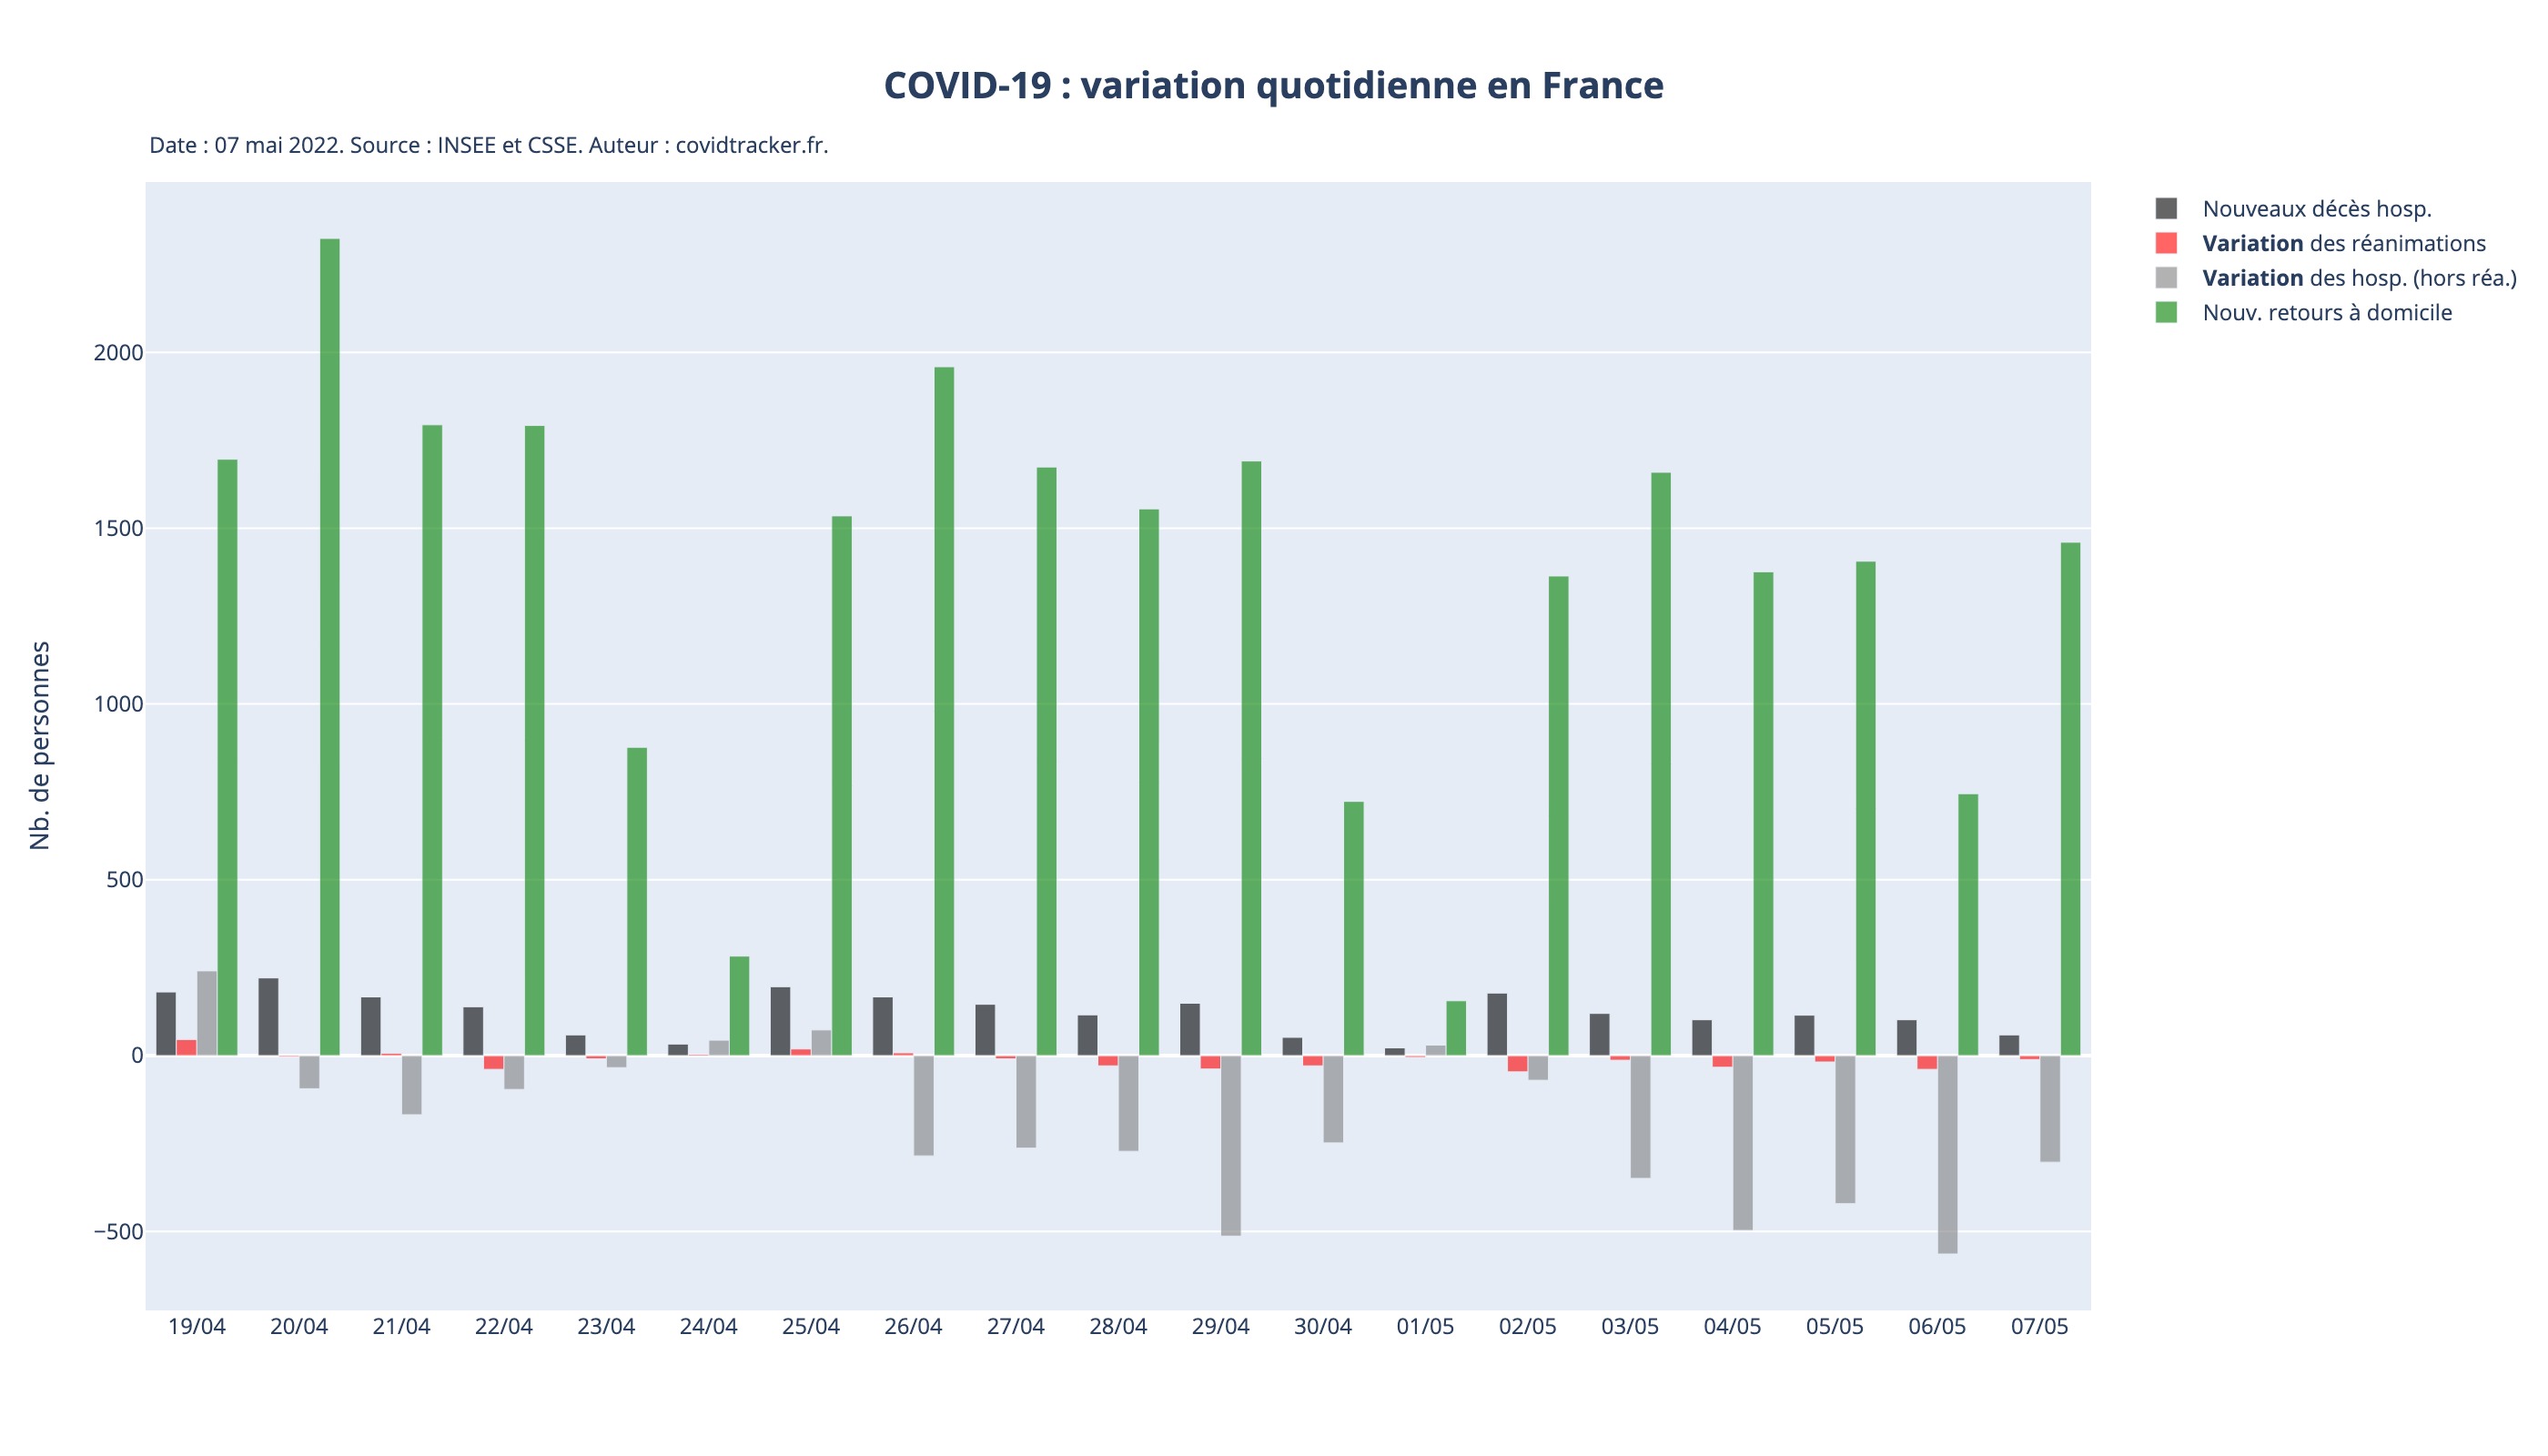 COVID-19 : variation quotidienne en France
Date : 07 mai 2022. Source : INSEE et CSSE. Auteur : covidtracker.fr.
Nouveaux décès hosp.
Variation des réanimations
Variation des hosp. (hors réa.)
Nouv. retours à domicile
Nb. de personnes
2000
1500
1000
500
0
−500
19/04 20/04 21/04 22/04 23/04 24/04 25/04 26/04 27/04 28/04 29/04 30/04 01/05 02/05 03/05 04/05 05/05 06/05 07/05